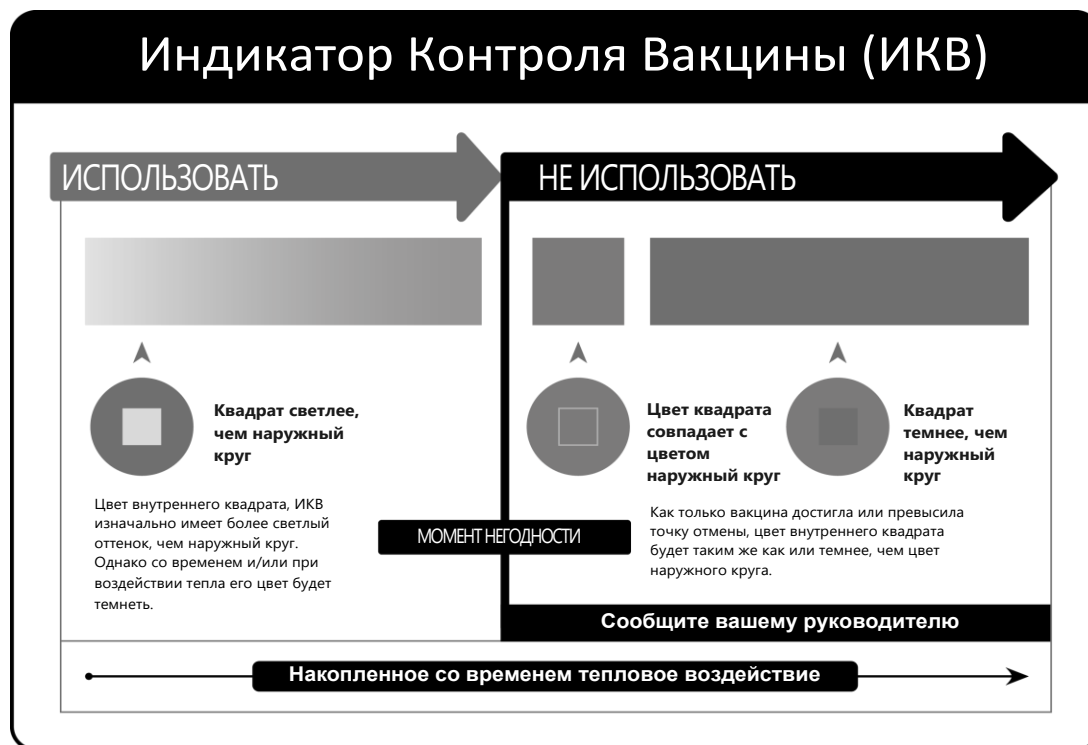 Индикатор Контроля Вакцины (ИКВ)
ИСПОЛЬЗОВАТЬ
НЕ ИСПОЛЬЗОВАТЬ
Квадрат светлее,
чем наружный
круг
Цвет внутреннего квадрата, ИКВ
изначально имеет более светлый
оттенок, чем наружный круг.
Однако со временем и/или при
воздействии тепла его цвет будет
темнеть.
МОМЕНТ НЕГОДНОСТИ
Цвет квадрата
совпадает с
цветом
наружный круг
Квадрат
темнее, чем
наружный
круг
Как только вакцина достигла или превысила
точку отмены, цвет внутреннего квадрата
будет таким же как или темнее, чем цвет
наружного круга.
Сообщите вашему руководителю
Накопленное со временем тепловое воздействие